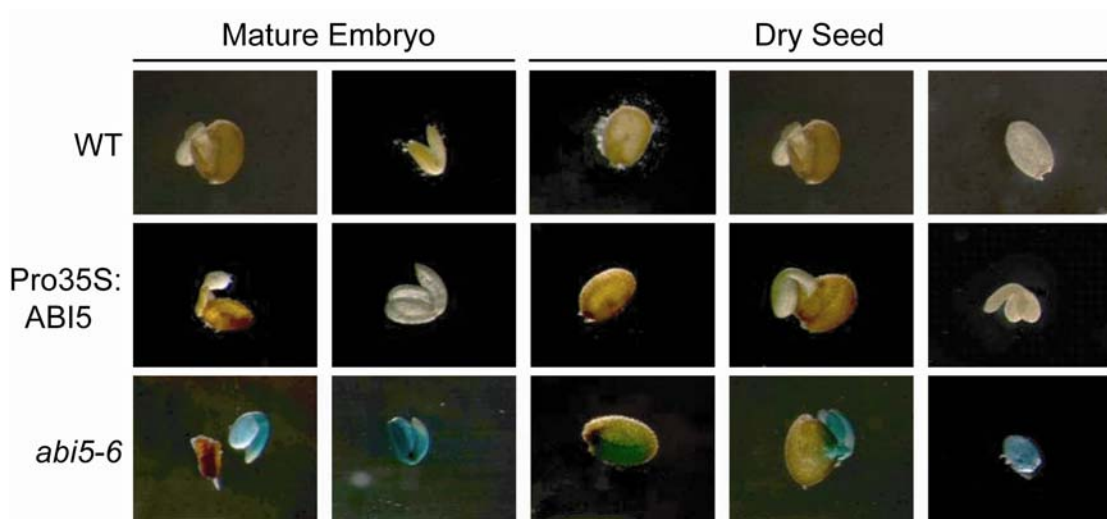 Mature Embryo
Dry Seed
WT
Pro35S:
ABI5
abi5-6